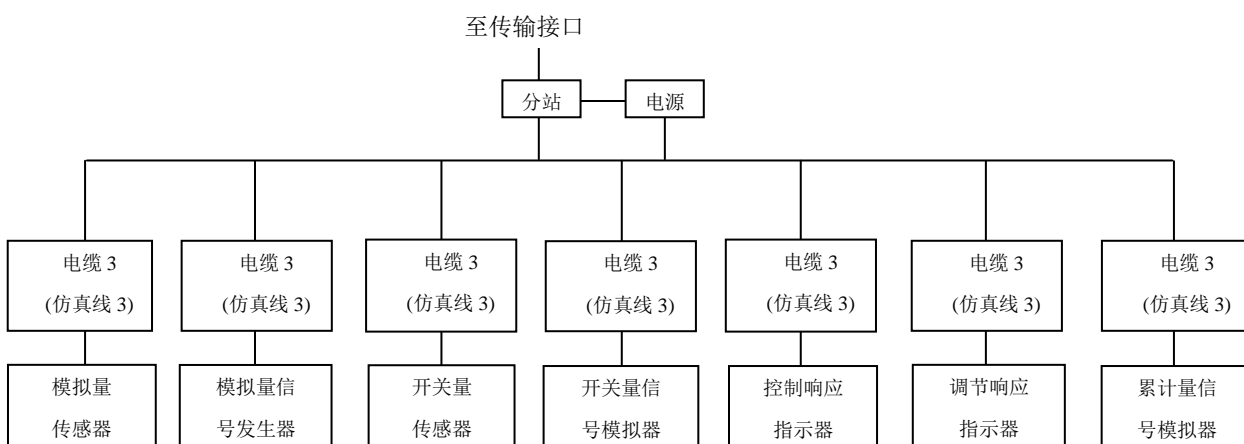 至传输接口
分站
电源
电缆 3
(仿真线 3)
电缆 3
(仿真线 3)
电缆 3
(仿真线 3)
电缆 3
(仿真线 3)
电缆 3
(仿真线 3)
电缆 3
(仿真线 3)
电缆 3
(仿真线 3)
模拟量
传感器
模拟量信
号发生器
开关量
传感器
开关量信
号模拟器
控制响应
指示器
调节响应
指示器
累计量信
号模拟器